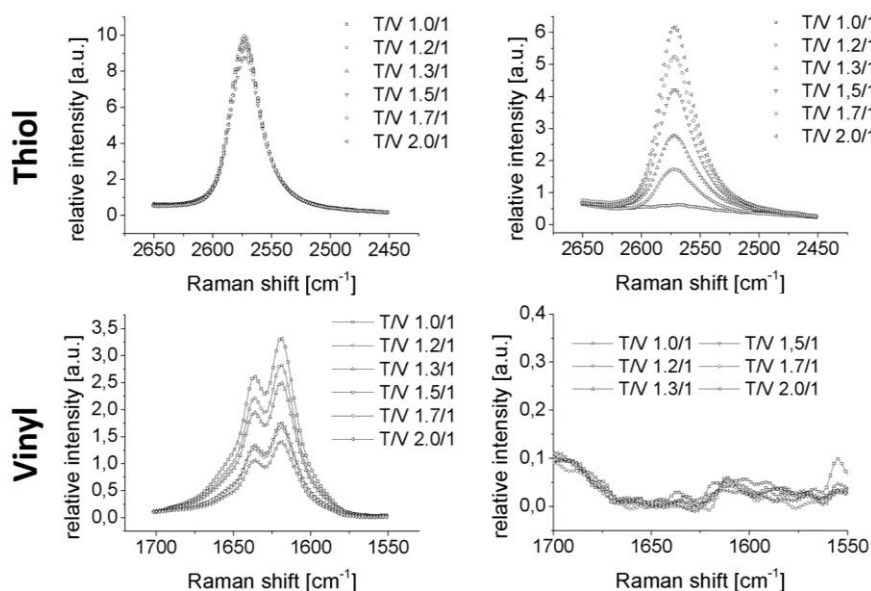 Thiol
relative intensity [a.u.]
10
8
6
4
2
0
2650 2600 2550 2500 2450
Raman shift [cm-1]
T/V 1.0/1
T/V 1.2/1
T/V 1.3/1
T/V 1.5/1
T/V 1.7/1
T/V 2.0/1
relative intensity [a.u.]
6
5
4
3
2
1
0
2650 2600 2550 2500 2450
Raman shift [cm-1]
T/V 1.0/1
T/V 1.2/1
T/V 1.3/1
T/V 1,5/1
T/V 1.7/1
T/V 2.0/1
Vinyl
relative intensity [a.u.]
3,5
3,0
2,5
2,0
1,5
1,0
0,5
0,0
1700 1650 1600 1550
Raman shift [cm-1]
T/V 1.0/1
T/V 1.2/1
T/V 1.3/1
T/V 1.5/1
T/V 1.7/1
T/V 2.0/1
relative intensity [a.u.]
0,4
0,3
0,2
0,1
0,0
1700 1650 1600 1550
Raman shift [cm-1]
T/V 1.0/1 T/V 1,5/1
T/V 1.2/1 T/V 1.7/1
T/V 1.3/1 T/V 2.0/1